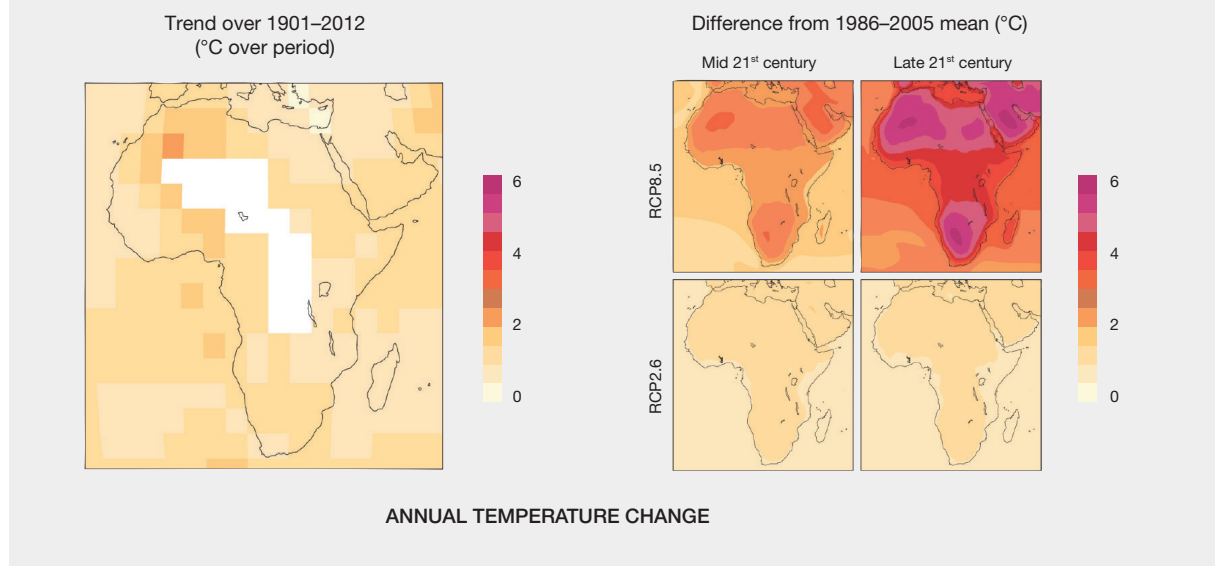 Trend over 1901–2012
(°C over period)
Difference from 1986–2005 mean (°C)
Mid 21st century
Late 21st century
6
4
2
0
RCP8.5
RCP2.6
6
4
2
0
ANNUAL TEMPERATURE CHANGE